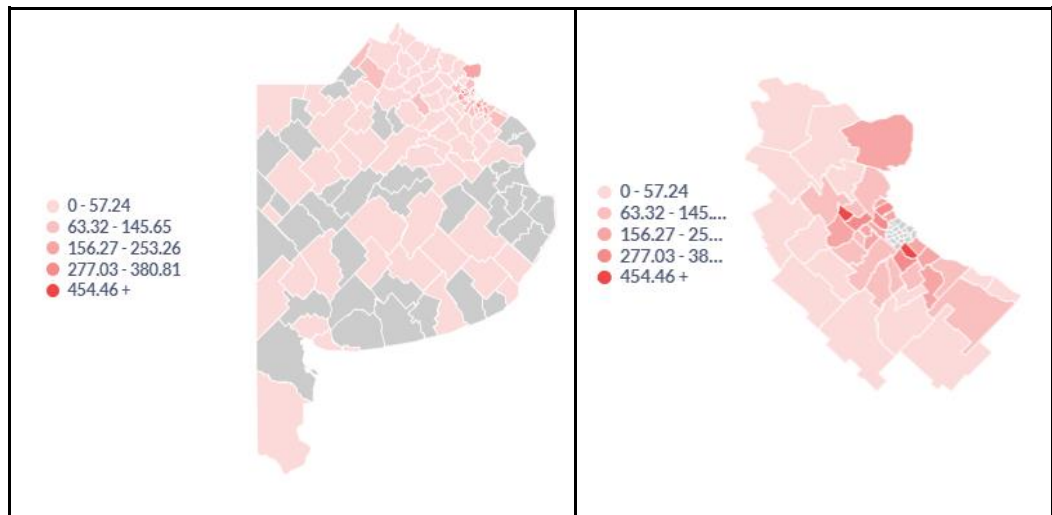 0 - 57.24
63.32 - 145.65
156.27 - 253.26
277.03 - 380.81
454.46 +
0 - 57.24
63.32 - 145....
156.27 - 25...
277.03 - 38...
454.46 +